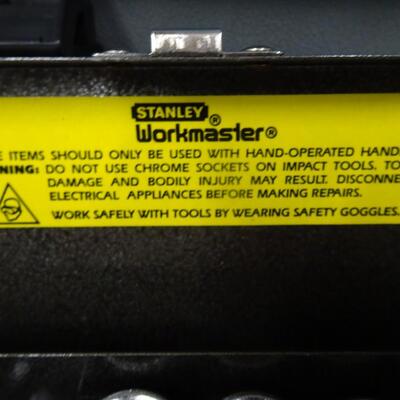 STANLEY®
Workmaster®
E ITEMS SHOULD ONLY BE USED WITH HAND-OPERATED HAND
NING: DO NOT USE CHROME SOCKETS ON IMPACT TOOLS. TO
DAMAGE AND BODILY INJURY MAY RESULT. DISCONNE
ELECTRICAL APPLIANCES BEFORE MAKING REPAIRS.
WORK SAFELY WITH TOOLS BY WEARING SAFETY GOGGLES.